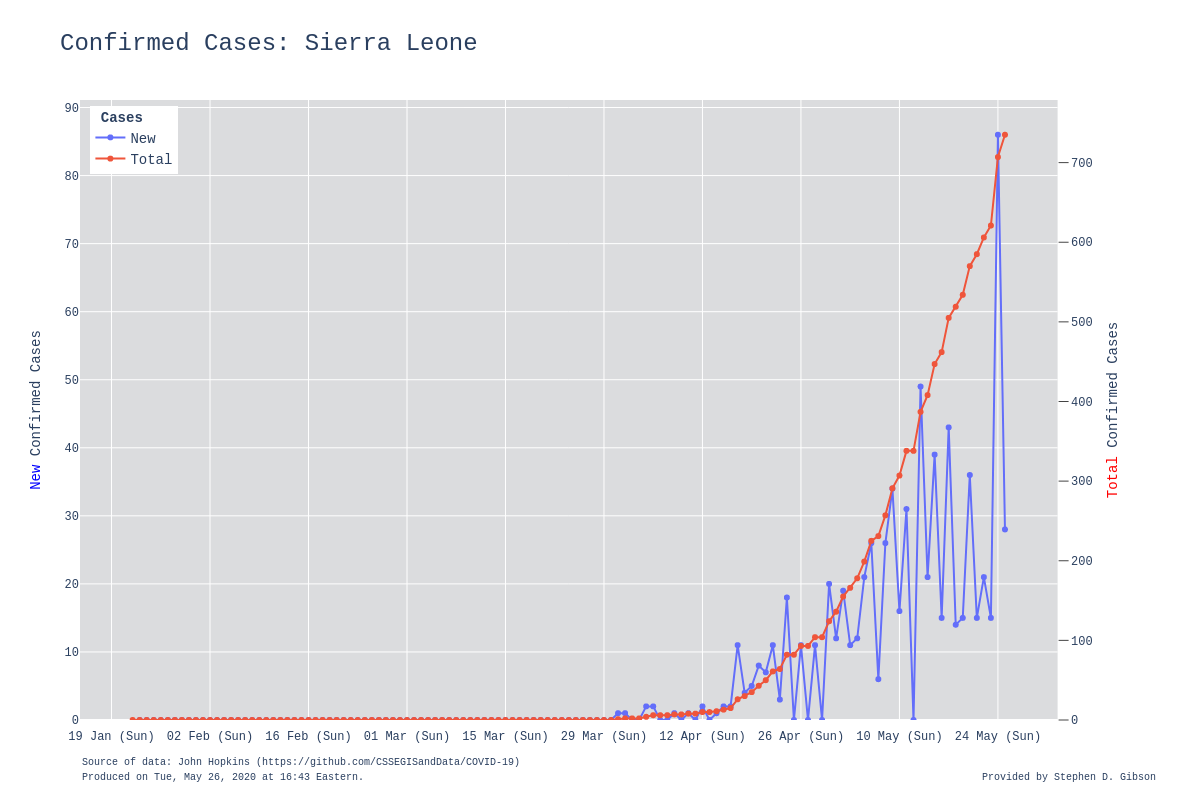 Confirmed Cases: Sierra Leone
Cases
New
Total
90
80
70
60
50
40
30
20
10
0
700
600
500
400
300
200
100
0
New Confirmed Cases
Total Confirmed Cases
19 Jan (Sun) 02 Feb (Sun) 16 Feb (Sun) 01 Mar (Sun) 15 Mar (Sun) 29 Mar (Sun) 12 Apr (Sun) 26 Apr (Sun) 10 May (Sun) 24 May (Sun)
Source of data: John Hopkins (https://github.com/CSSEGISandData/COVID-19)
Produced on Tue, May 26, 2020 at 16:43 Eastern.
Provided by Stephen D. Gibson